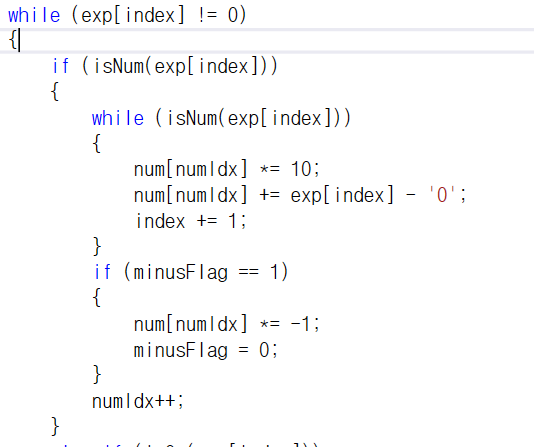 while (exp[index] != 0)
{
if (isNum(exp[index]))
{
while (isNum(exp[index]))
{
num[numIdx] *= 10;
num[numIdx] += exp[index] - '0';
index += 1;
}
if (minusFlag == 1)
{
num[numIdx] *= -1;
minusFlag = 0;
}
numIdx++;
}